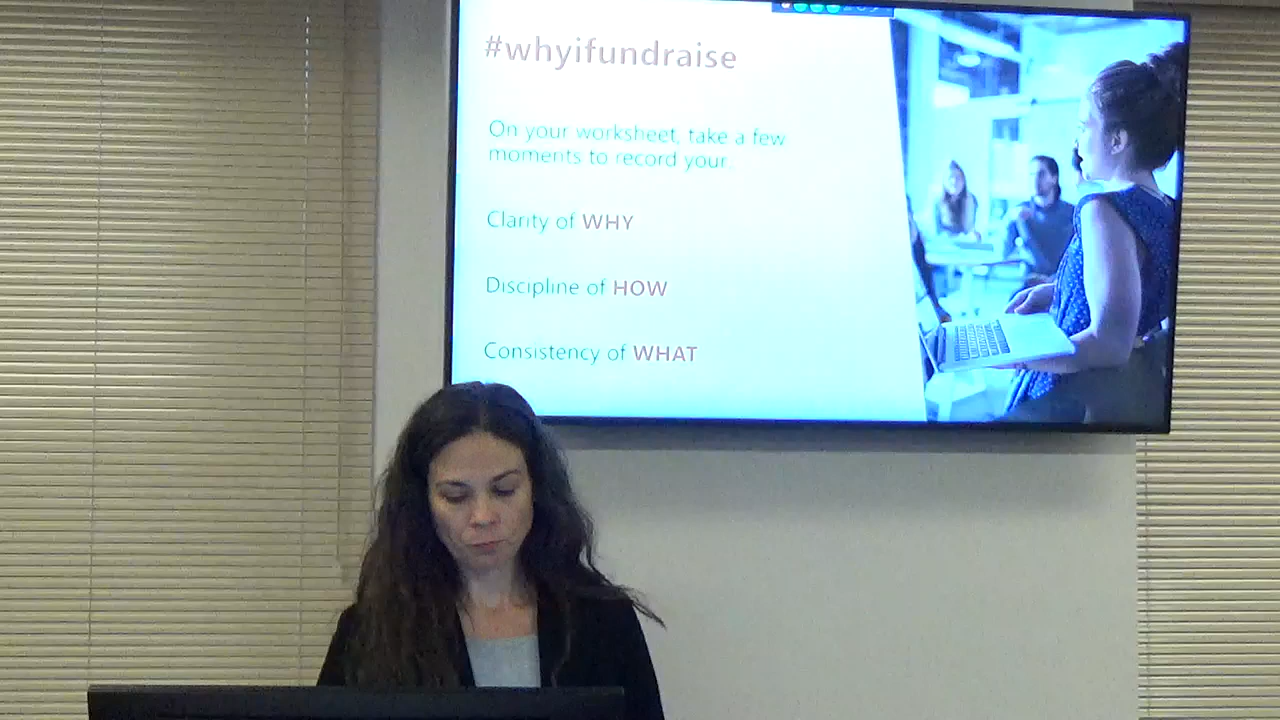 #whyifundraise
On your worksheet, take a few
moments to record your:
Clarity of WHY
Discipline of HOW
Consistency of WHAT